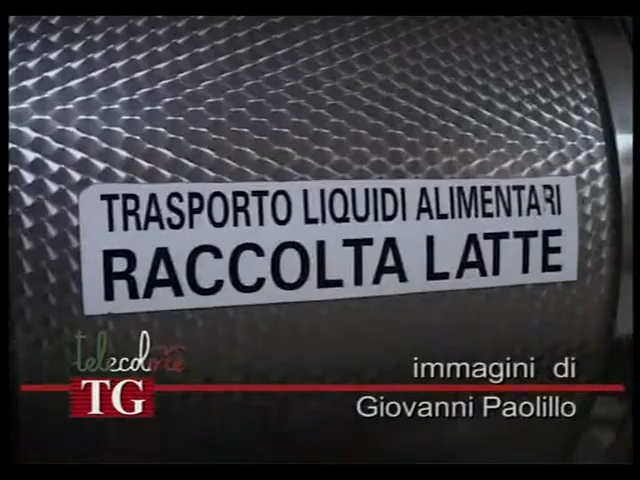 TRASPORTO LIQUIDI ALIMENTARI
RACCOLTA LATTE
telecolore
TG
immagini di
Giovanni Paolillo